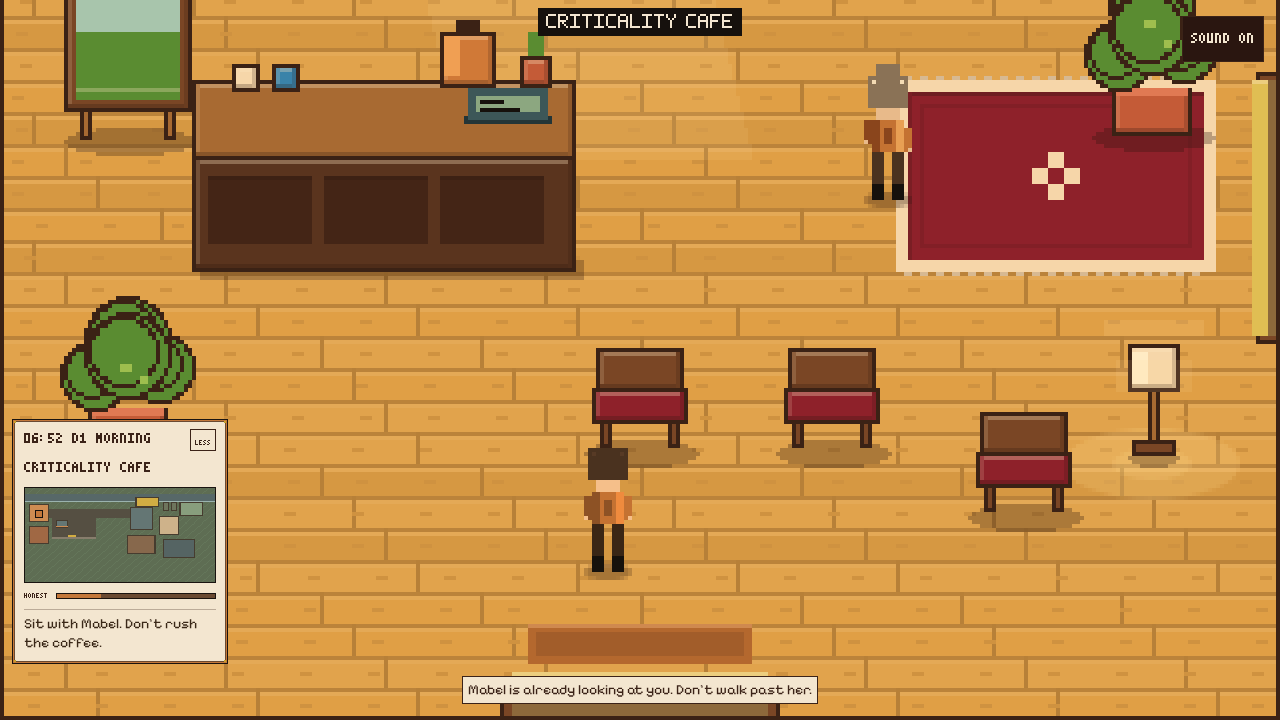 CRITICALITY CAFE
SOUND ON
06:52 D1 MORNING
LESS
CRITICALITY CAFE
HONEST
Sit with Mabel. Don't rush
the coffee.
Mabel is already looking at you. Don't walk past her.